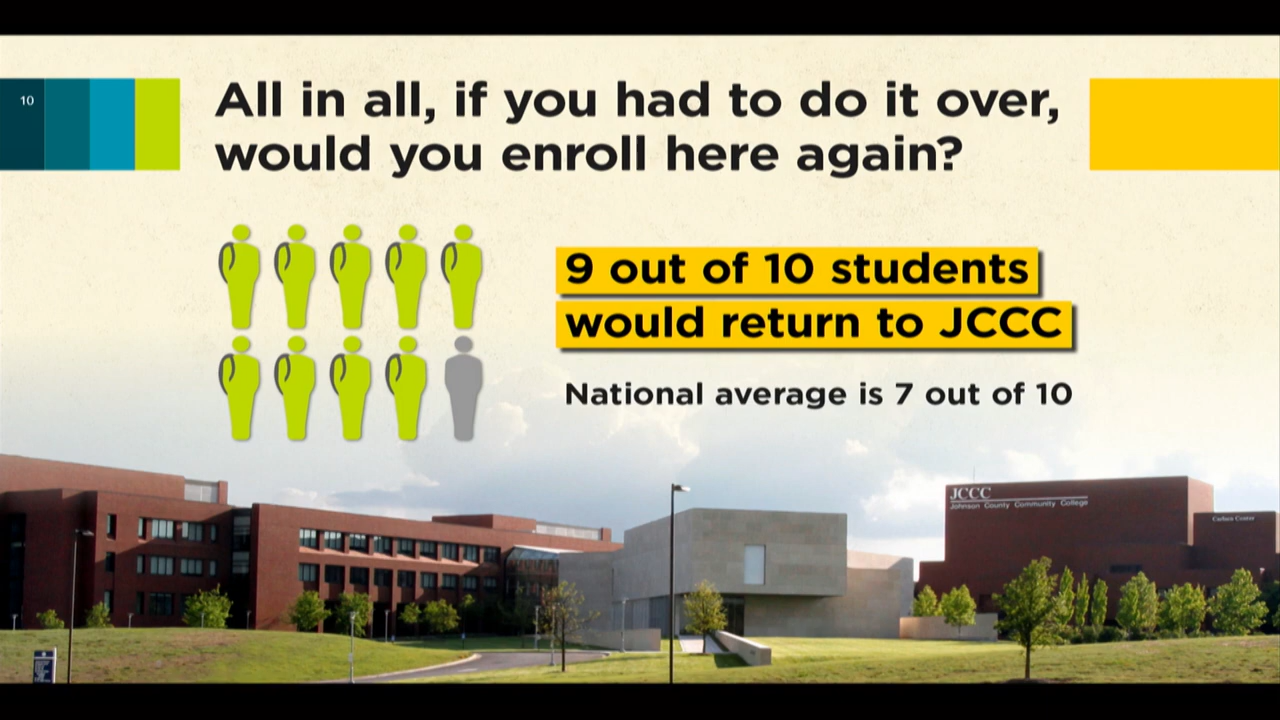 10
All in all, if you had to do it over,
would you enroll here again?
9 out of 10 students
would return to JCCC
National average is 7 out of 10
JCCC
Johnson County Community College
Carlsen Center